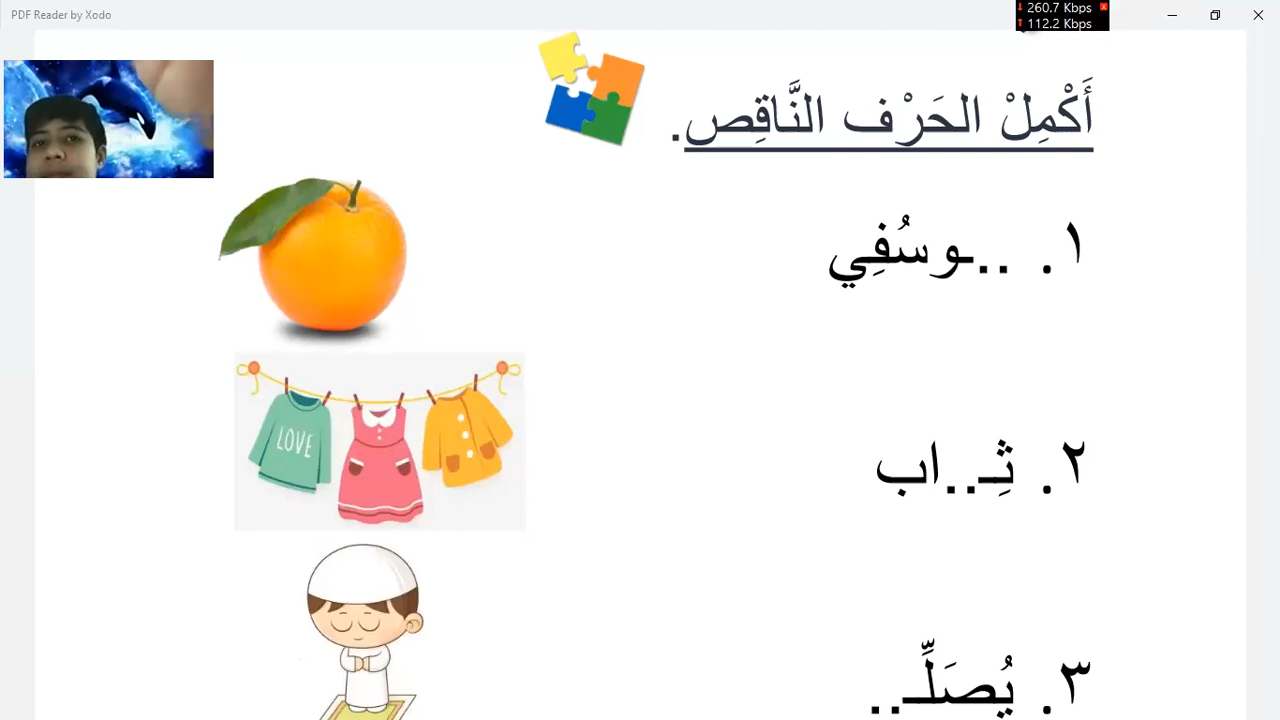 PDF Reader by Xodo
260.7 Kbps
112.2 Kbps
أَكْمِلْ الحَرْف النَّاقِص.
١. ..ـوسُفِي
LOVE
٢. ثِـ..اب
٣. يُصَلِّـ..